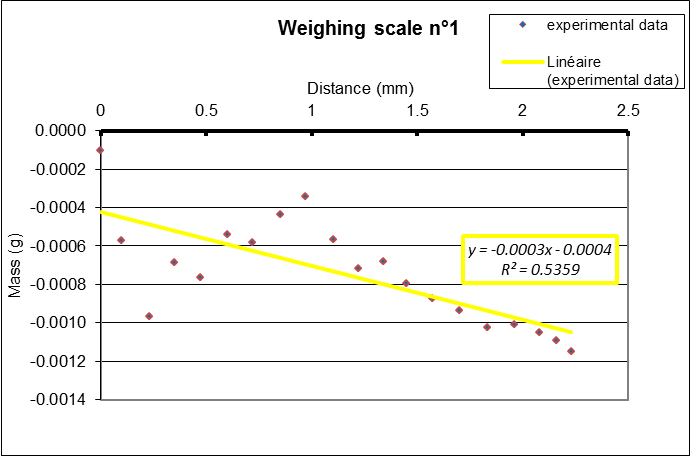 Weighing scale n°1
experimental data
Linéaire
(experimental data)
Distance (mm)
0 0.5 1 1.5 2 2.5
0.0000
-0.0002
-0.0004
-0.0006
-0.0008
-0.0010
-0.0012
-0.0014
Mass (g)
y = -0.0003x - 0.0004
R² = 0.5359